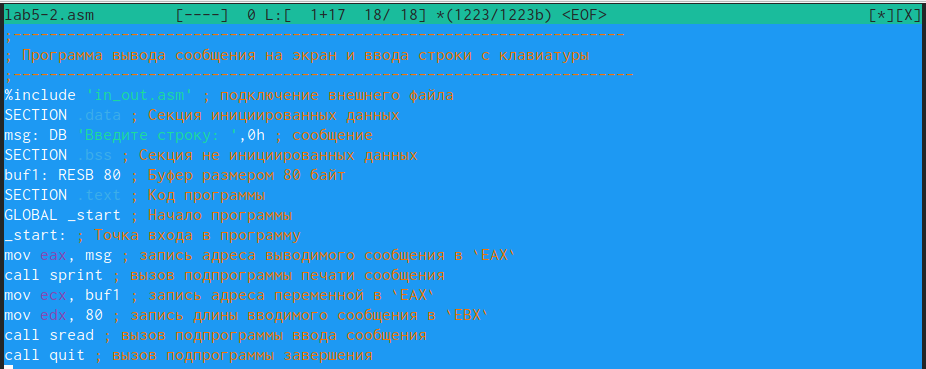 lab5-2.asm [----] 0 L:[ 1+17 18/ 18] *(1223/1223b) <EOF> [*][X]
;--------------------------------------------------------------------
; Программа вывода сообщения на экран и ввода строки с клавиатуры
;---------------------------------------------------------------------
%include 'in_out.asm' ; подключение внешнего файла
SECTION .data ; Секция инициированных данных
msg: DB 'Введите строку: ',0h ; сообщение
SECTION .bss ; Секция не инициированных данных
buf1: RESB 80 ; Буфер размером 80 байт
SECTION .text ; Код программы
GLOBAL _start ; Начало программы
_start: ; Точка входа в программу
mov eax, msg ; запись адреса выводимого сообщения в `EAX`
call sprint ; вызов подпрограммы печати сообщения
mov ecx, buf1 ; запись адреса переменной в `EAX`
mov edx, 80 ; запись длины вводимого сообщения в `EBX`
call sread ; вызов подпрограммы ввода сообщения
call quit ; вызов подпрограммы завершения